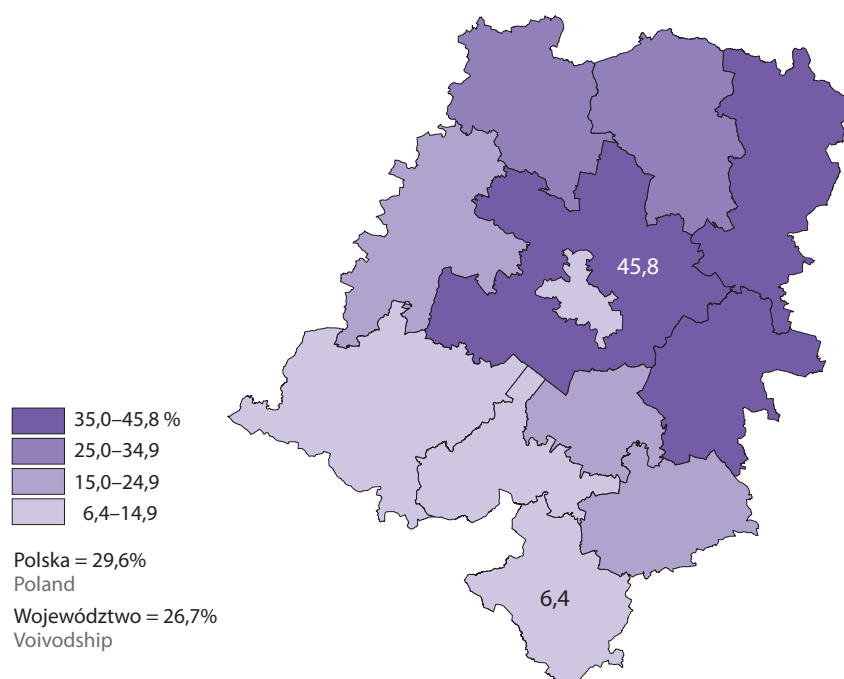 45,8
35,0–45,8 %
25,0–34,9
15,0–24,9
6,4–14,9
Polska = 29,6%
Poland
Województwo = 26,7%
Voivodship
6,4